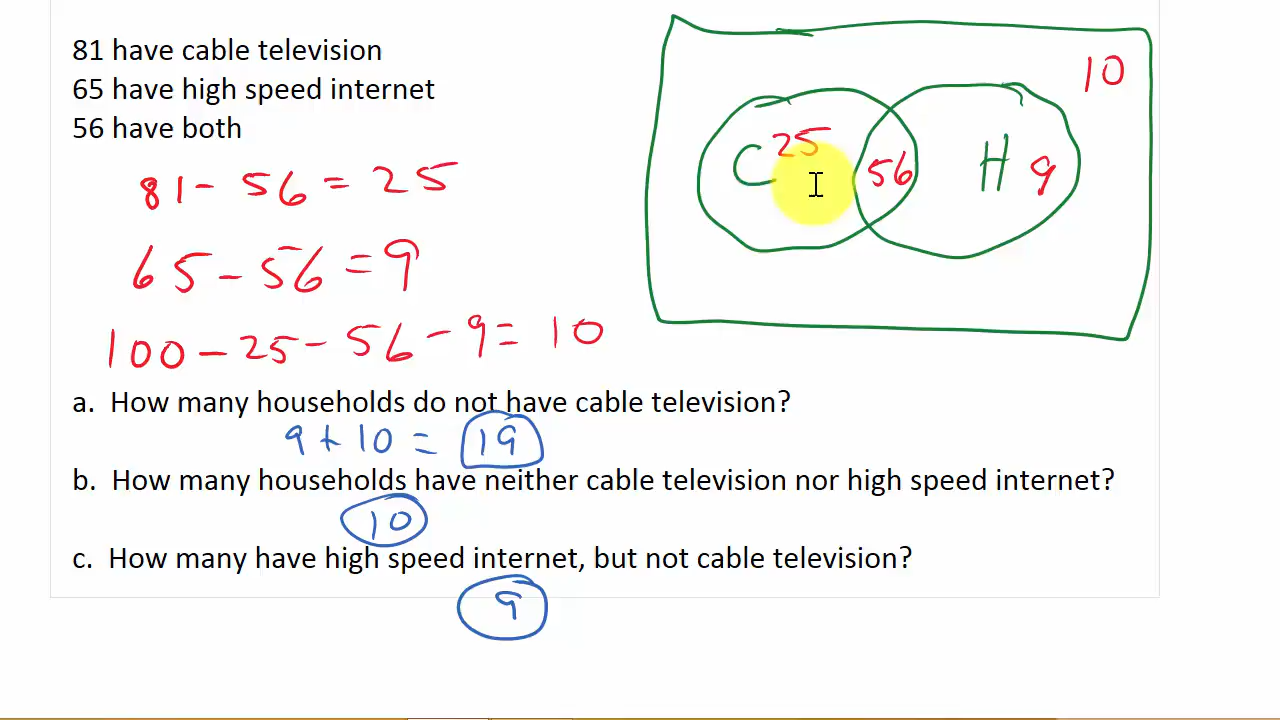 81 have cable television
65 have high speed internet
56 have both
81 - 56 = 25
65 - 56 = 9
100 - 25 - 56 - 9 = 10
10
C 25 56 H 9
a. How many households do not have cable television?
9 + 10 = 19
b. How many households have neither cable television nor high speed internet?
10
c. How many have high speed internet, but not cable television?
9